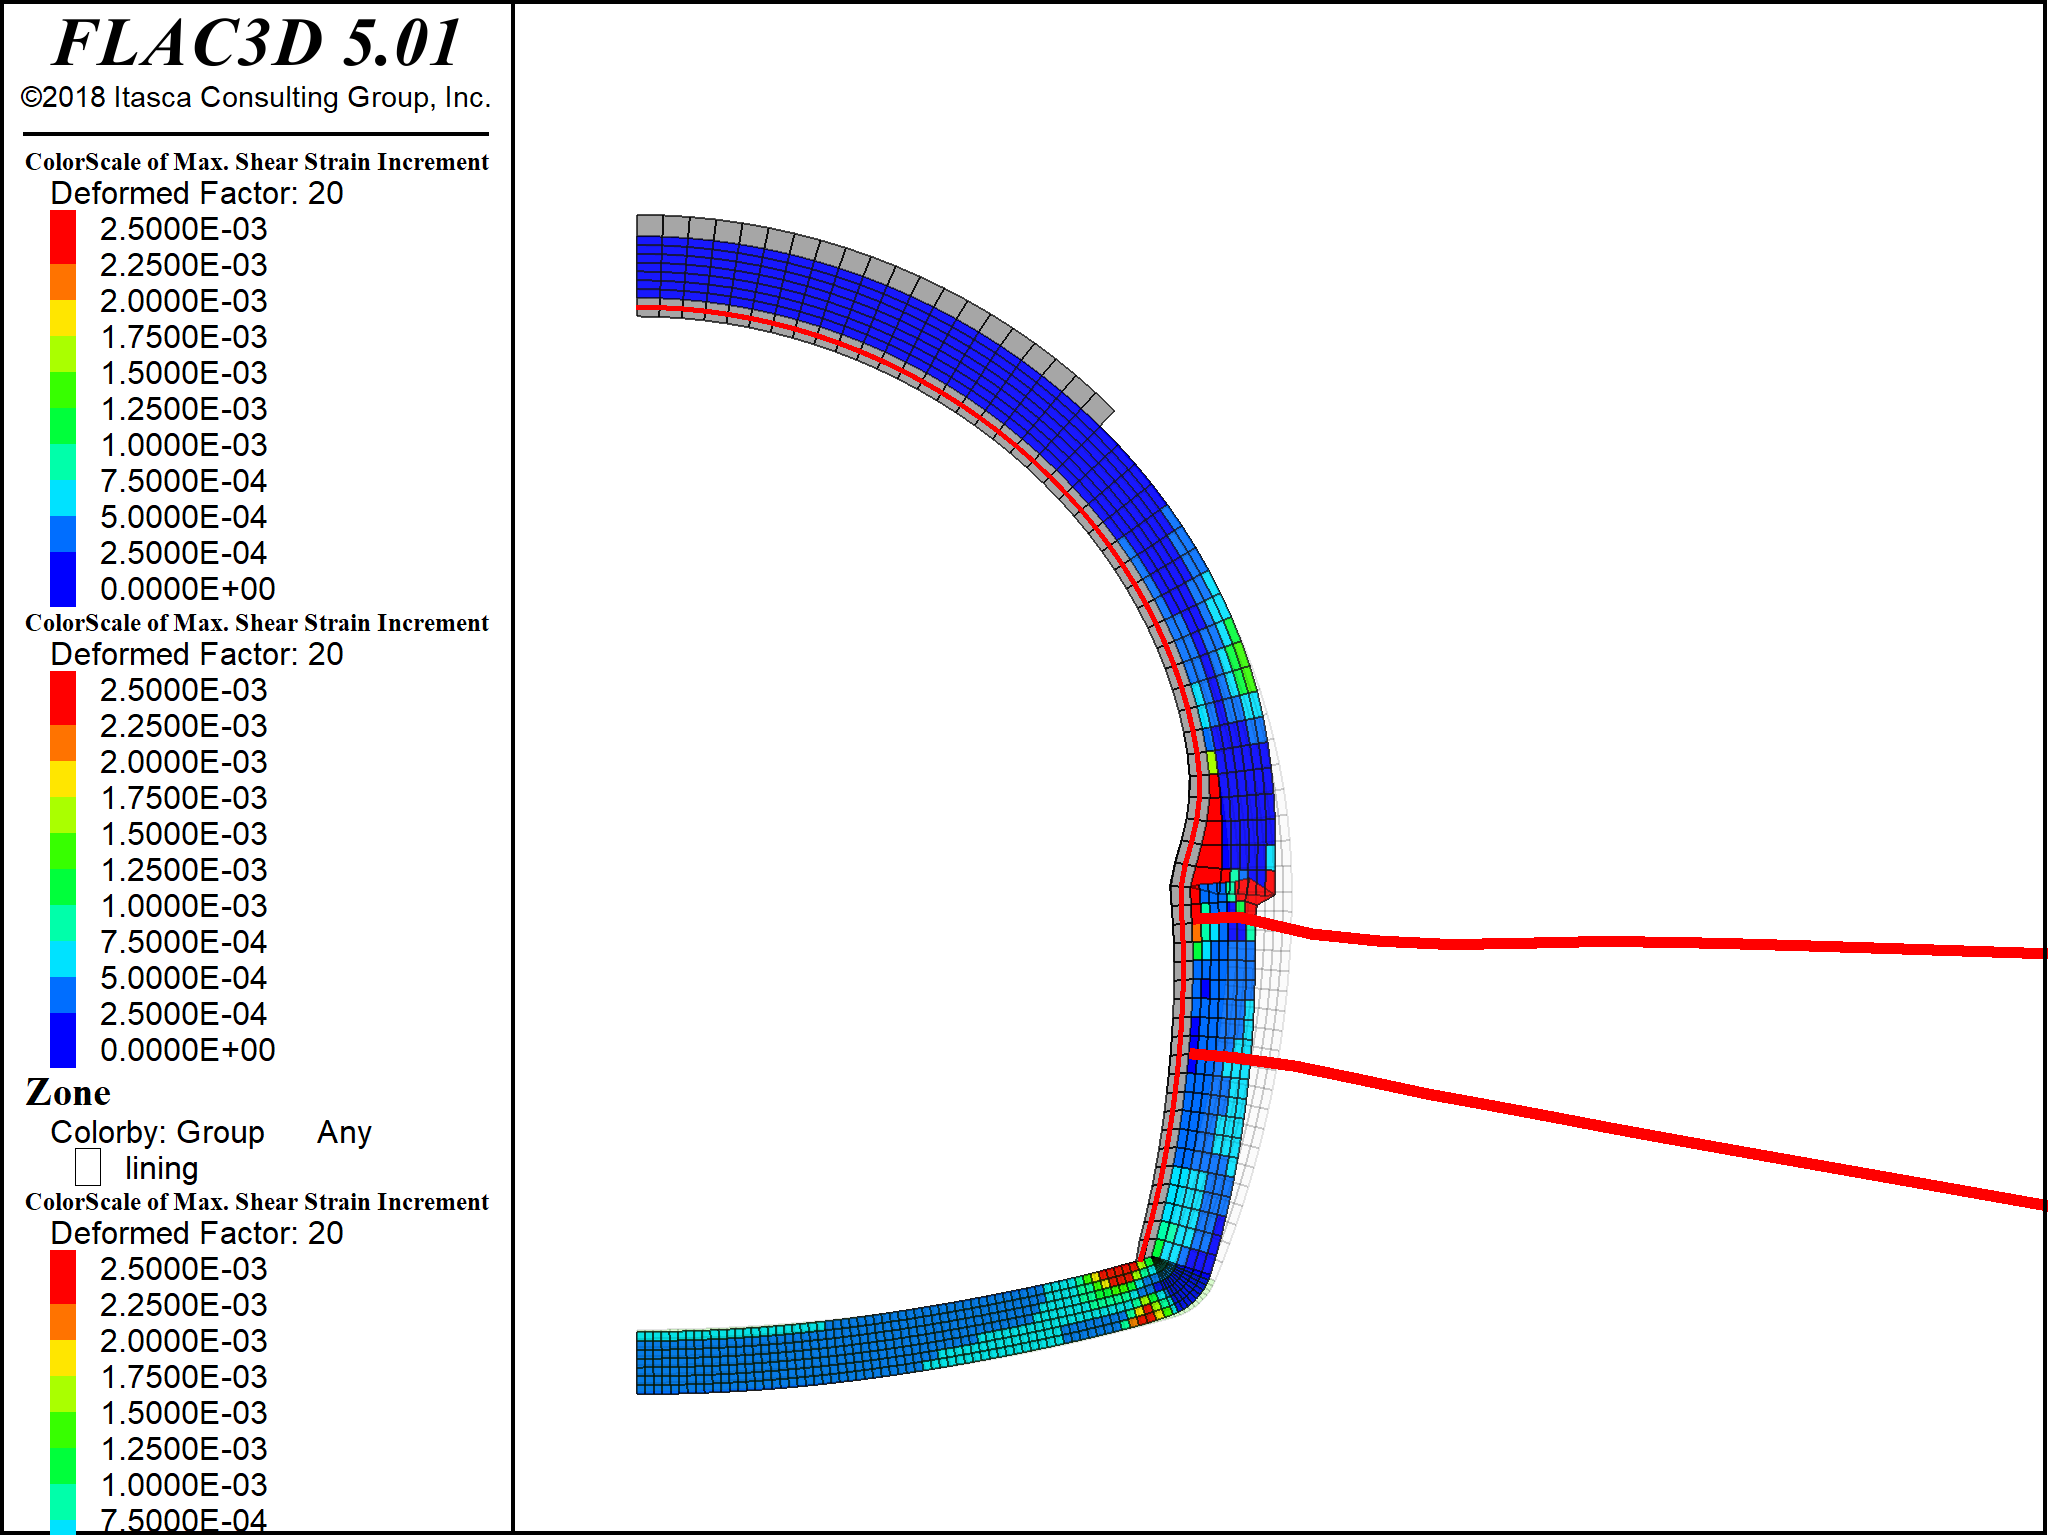 FLAC3D 5.01
©2018 Itasca Consulting Group, Inc.
ColorScale of Max. Shear Strain Increment
Deformed Factor: 20
2.5000E-03
2.2500E-03
2.0000E-03
1.7500E-03
1.5000E-03
1.2500E-03
1.0000E-03
7.5000E-04
5.0000E-04
2.5000E-04
0.0000E+00
ColorScale of Max. Shear Strain Increment
Deformed Factor: 20
2.5000E-03
2.2500E-03
2.0000E-03
1.7500E-03
1.5000E-03
1.2500E-03
1.0000E-03
7.5000E-04
5.0000E-04
2.5000E-04
0.0000E+00
Zone
Colorby: Group Any
lining
ColorScale of Max. Shear Strain Increment
Deformed Factor: 20
2.5000E-03
2.2500E-03
2.0000E-03
1.7500E-03
1.5000E-03
1.2500E-03
1.0000E-03
7.5000E-04